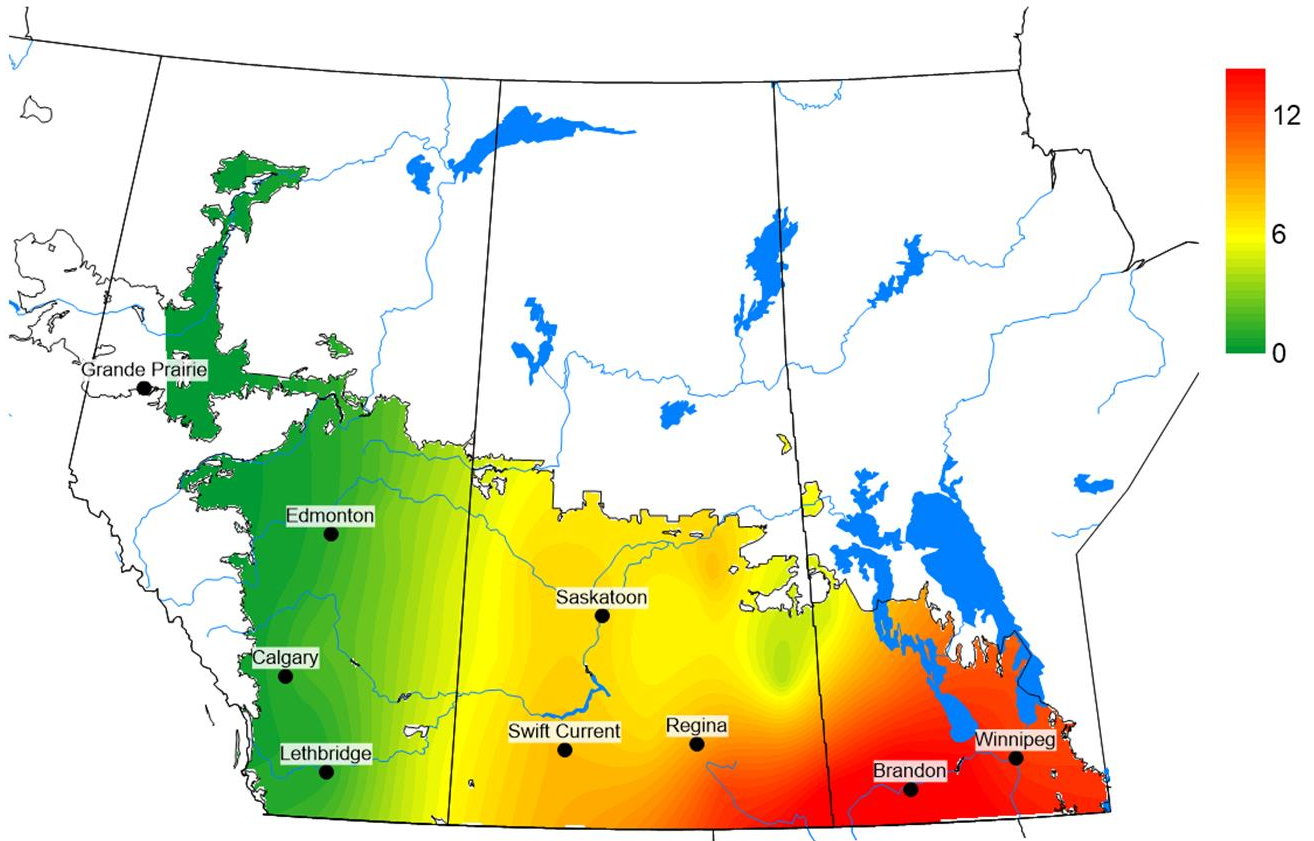 12
6
0
Grande Prairie
Edmonton
Saskatoon
Calgary
Swift Current
Regina
Lethbridge
Winnipeg
Brandon